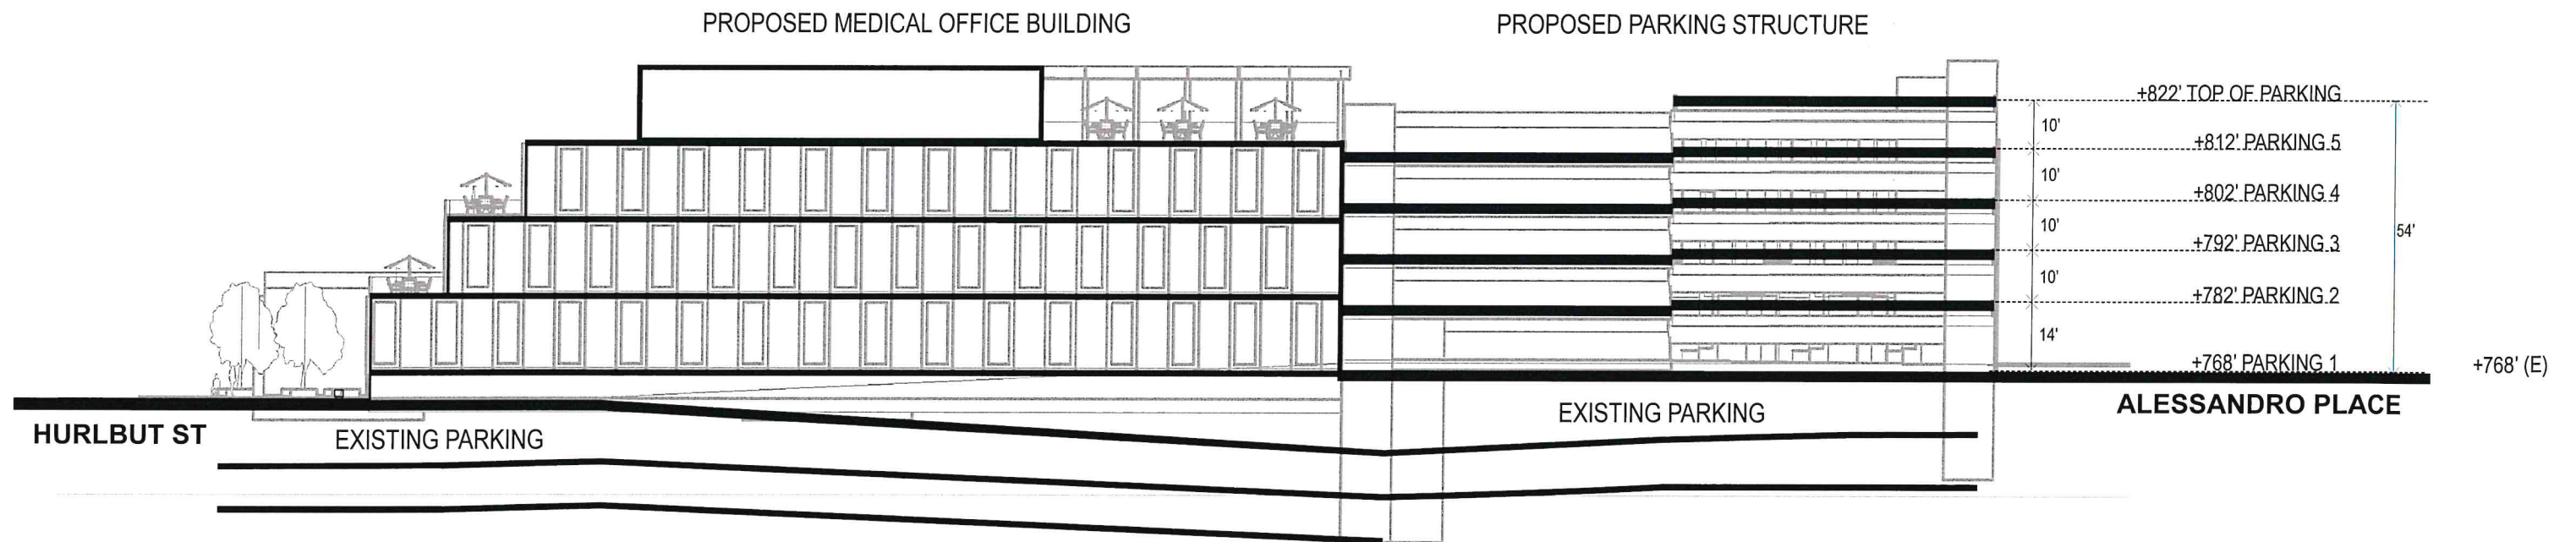 PROPOSED MEDICAL OFFICE BUILDING
PROPOSED PARKING STRUCTURE
+822' TOP OF PARKING
10'
+812' PARKING 5
10'
+802' PARKING 4
10'
+792' PARKING 3
54'
10'
+782' PARKING 2
14'
+768' PARKING 1
+768' (E)
HURLBUT ST
EXISTING PARKING
EXISTING PARKING
ALESSANDRO PLACE